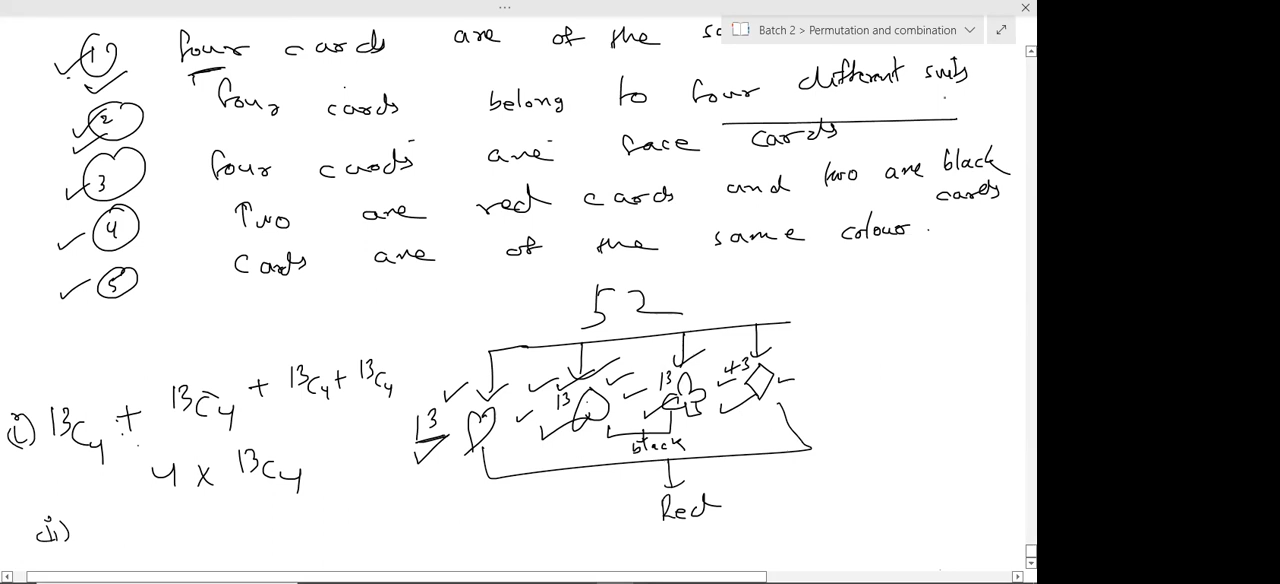 Batch 2 > Permutation and combination
1) four cards are of the
2 four cards belong to four different suits
3 four cards are face cards
4 Two are red cards and two are black cards
5 Cards are of the same colour.
52
13 13 13 13
black
Red
(i) ¹³C₄ + ¹³C₄ + ¹³C₄ + ¹³C₄
4 × ¹³C₄
(ii)